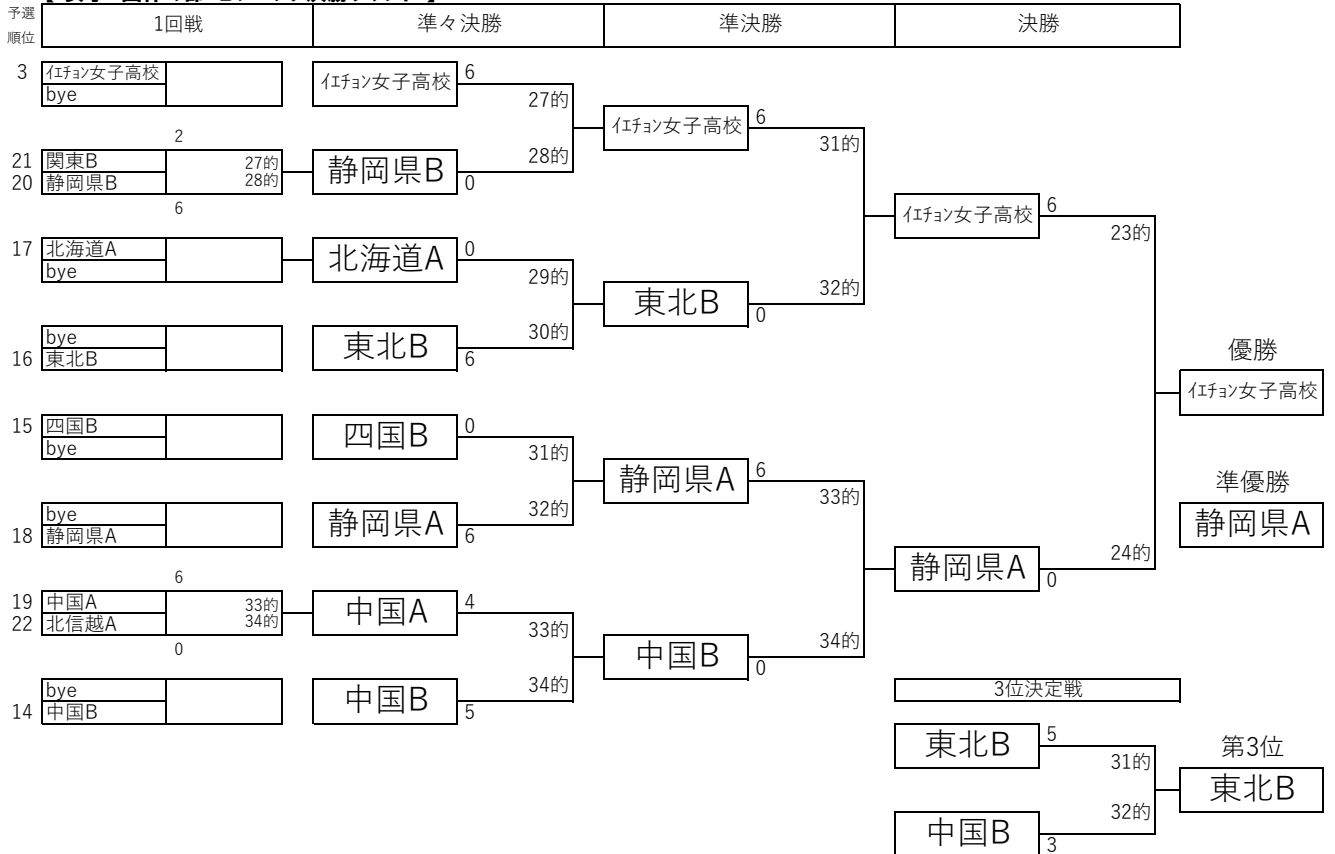 予選
順位
1回戦
準々決勝
準決勝
決勝
3
ｲｴﾁｮﾝ女子高校
bye
2
21
関東B
27的
20
静岡県B
28的
6
17
北海道A
bye
bye
16
東北B
15
四国B
bye
bye
18
静岡県A
6
19
中国A
33的
22
北信越A
34的
0
bye
14
中国B
ｲｴﾁｮﾝ女子高校
6
27的
28的
静岡県B
0
北海道A
0
29的
30的
東北B
6
四国B
0
31的
32的
静岡県A
6
中国A
4
33的
34的
中国B
5
ｲｴﾁｮﾝ女子高校
6
31的
32的
東北B
0
静岡県A
6
33的
34的
中国B
0
ｲｴﾁｮﾝ女子高校
6
23的
24的
静岡県A
0
優勝
ｲｴﾁｮﾝ女子高校
準優勝
静岡県A
3位決定戦
東北B
5
31的
32的
中国B
3
第3位
東北B